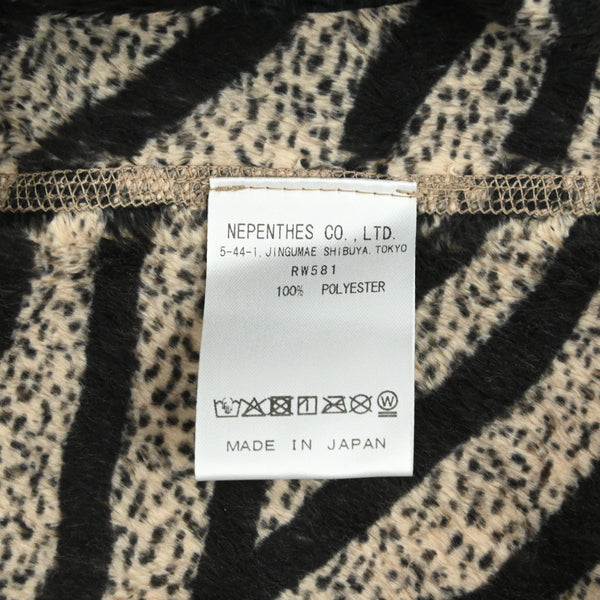 NEPENTHES CO., LTD.
5-44-1, JINGUMAE SHIBUYA, TOKYO
RW581
100% POLYESTER
W
MADE IN JAPAN